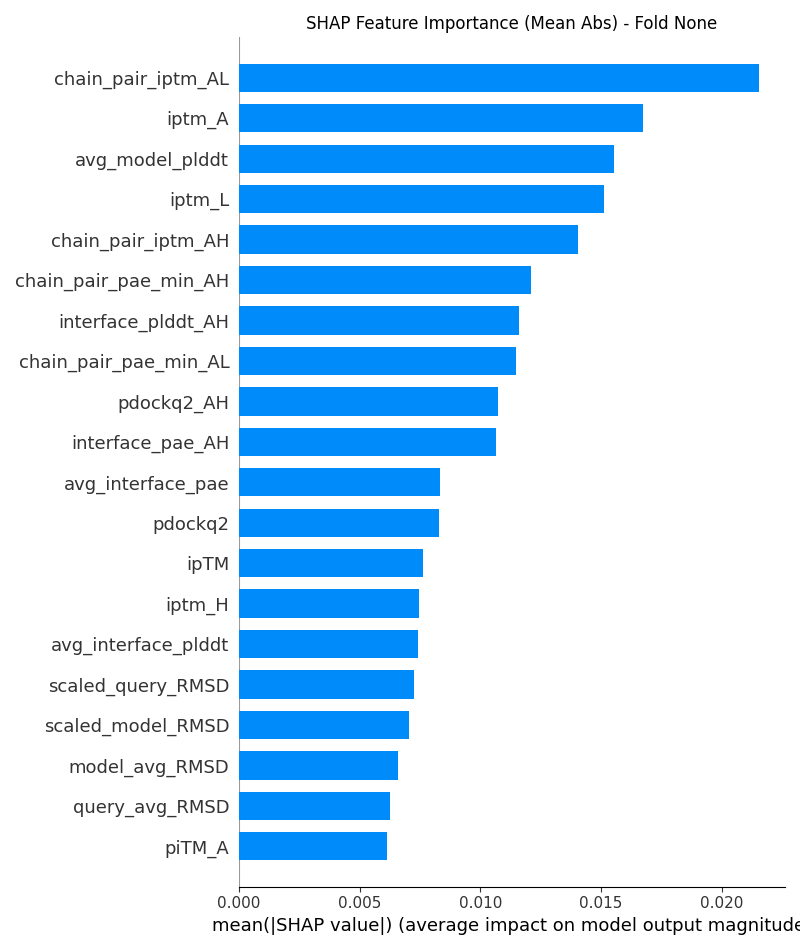 SHAP Feature Importance (Mean Abs) - Fold None
chain_pair_iptm_AL
iptm_A
avg_model_plddt
iptm_L
chain_pair_iptm_AH
chain_pair_pae_min_AH
interface_plddt_AH
chain_pair_pae_min_AL
pdockq2_AH
interface_pae_AH
avg_interface_pae
pdockq2
ipTM
iptm_H
avg_interface_plddt
scaled_query_RMSD
scaled_model_RMSD
model_avg_RMSD
query_avg_RMSD
piTM_A
0.000 0.005 0.010 0.015 0.020
mean(|SHAP value|) (average impact on model output magnitude